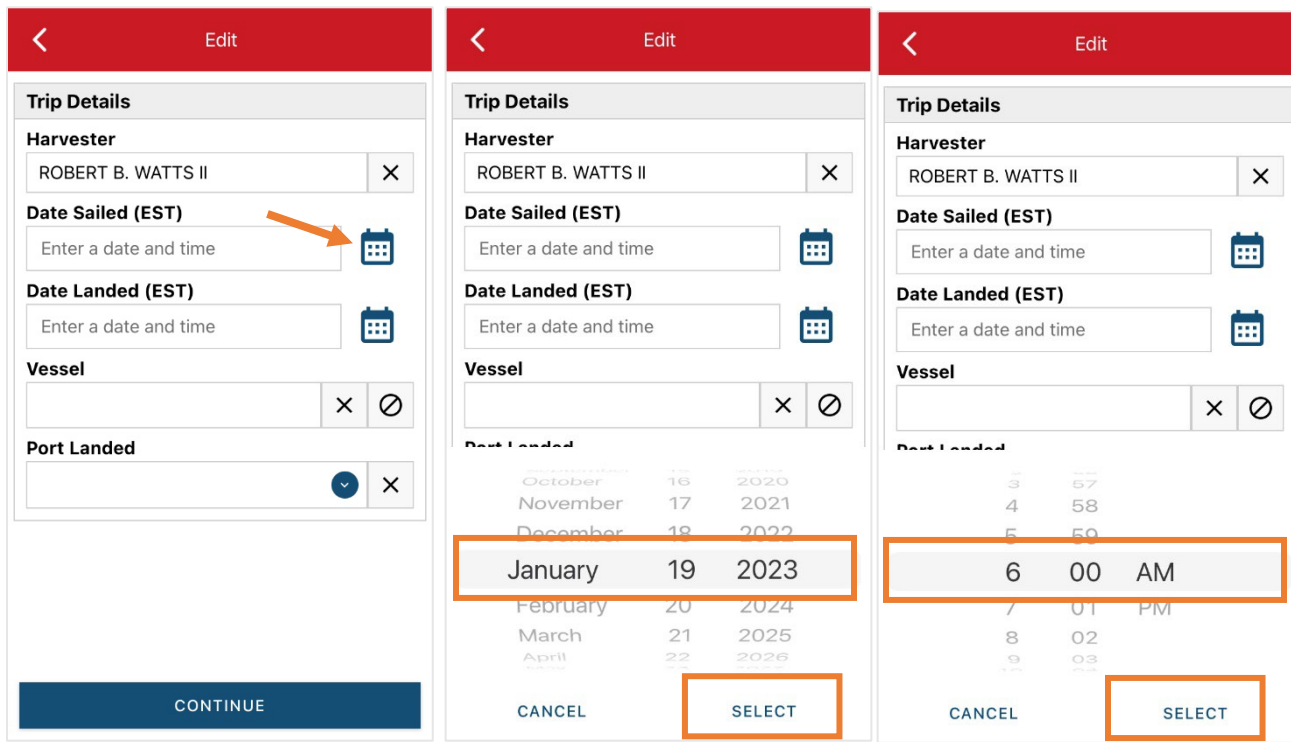 Edit
Trip Details
Harvester
ROBERT B. WATTS II
Date Sailed (EST)
Enter a date and time
Date Landed (EST)
Enter a date and time
Vessel
Port Landed
CONTINUE
Edit
Trip Details
Harvester
ROBERT B. WATTS II
Date Sailed (EST)
Enter a date and time
Date Landed (EST)
Enter a date and time
Vessel
Port Landed
October 16 2020
November 17 2021
December 18 2022
January 19 2023
February 20 2024
March 21 2025
April 22 2026
CANCEL SELECT
Edit
Trip Details
Harvester
ROBERT B. WATTS II
Date Sailed (EST)
Enter a date and time
Date Landed (EST)
Enter a date and time
Vessel
Port Landed
3 57
4 58
5 59
6 00 AM
7 01 PM
8 02
9 03
CANCEL SELECT